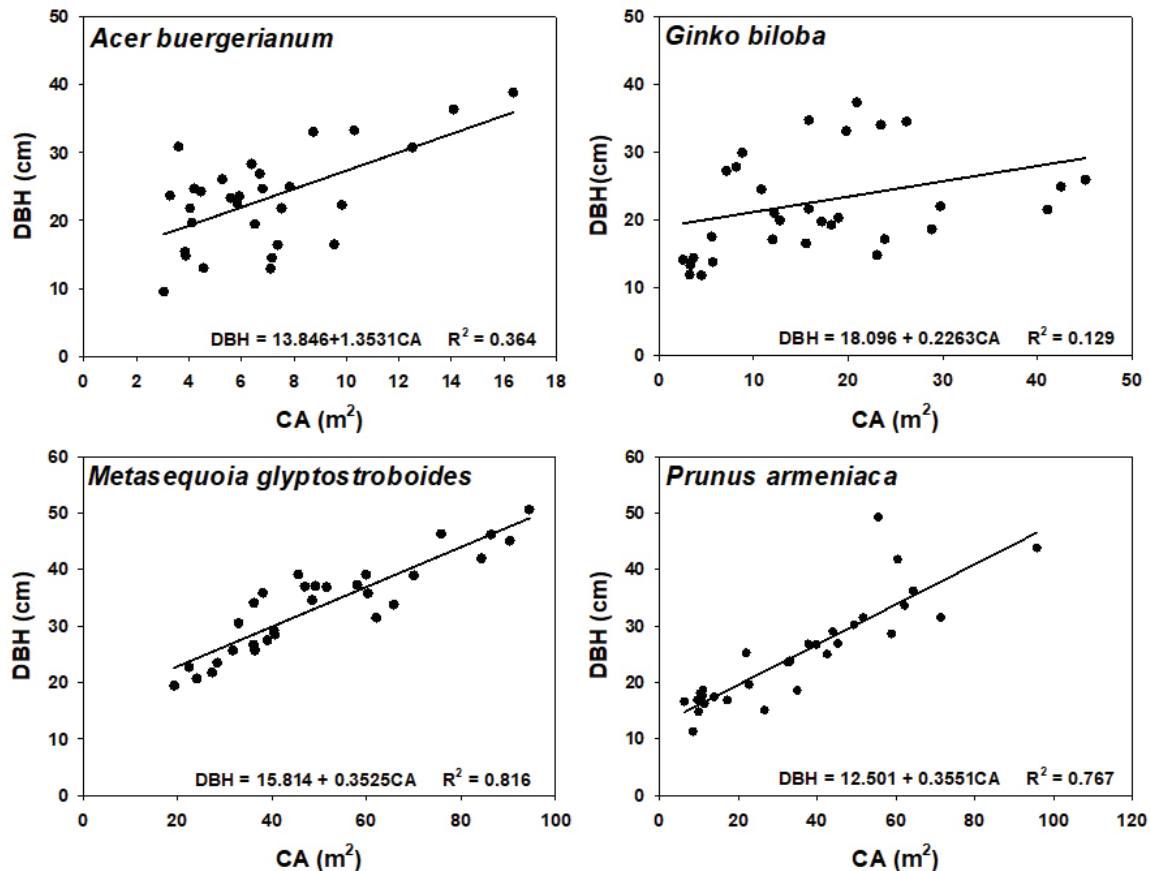 Acer buergerianum
50
40
30
20
10
0
DBH (cm)
DBH = 13.846+1.3531CA R² = 0.364
0 2 4 6 8 10 12 14 16 18
CA (m²)
Ginko biloba
50
40
30
20
10
0
DBH (cm)
DBH = 18.096 + 0.2263CA R² = 0.129
0 10 20 30 40 50
CA (m²)
Metasequoia glyptostroboides
60
50
40
30
20
10
0
DBH (cm)
DBH = 15.814 + 0.3525CA R² = 0.816
20 40 60 80 100
CA (m²)
Prunus armeniaca
60
50
40
30
20
10
0
DBH (cm)
DBH = 12.501 + 0.3551CA R² = 0.767
0 20 40 60 80 100 120
CA (m²)